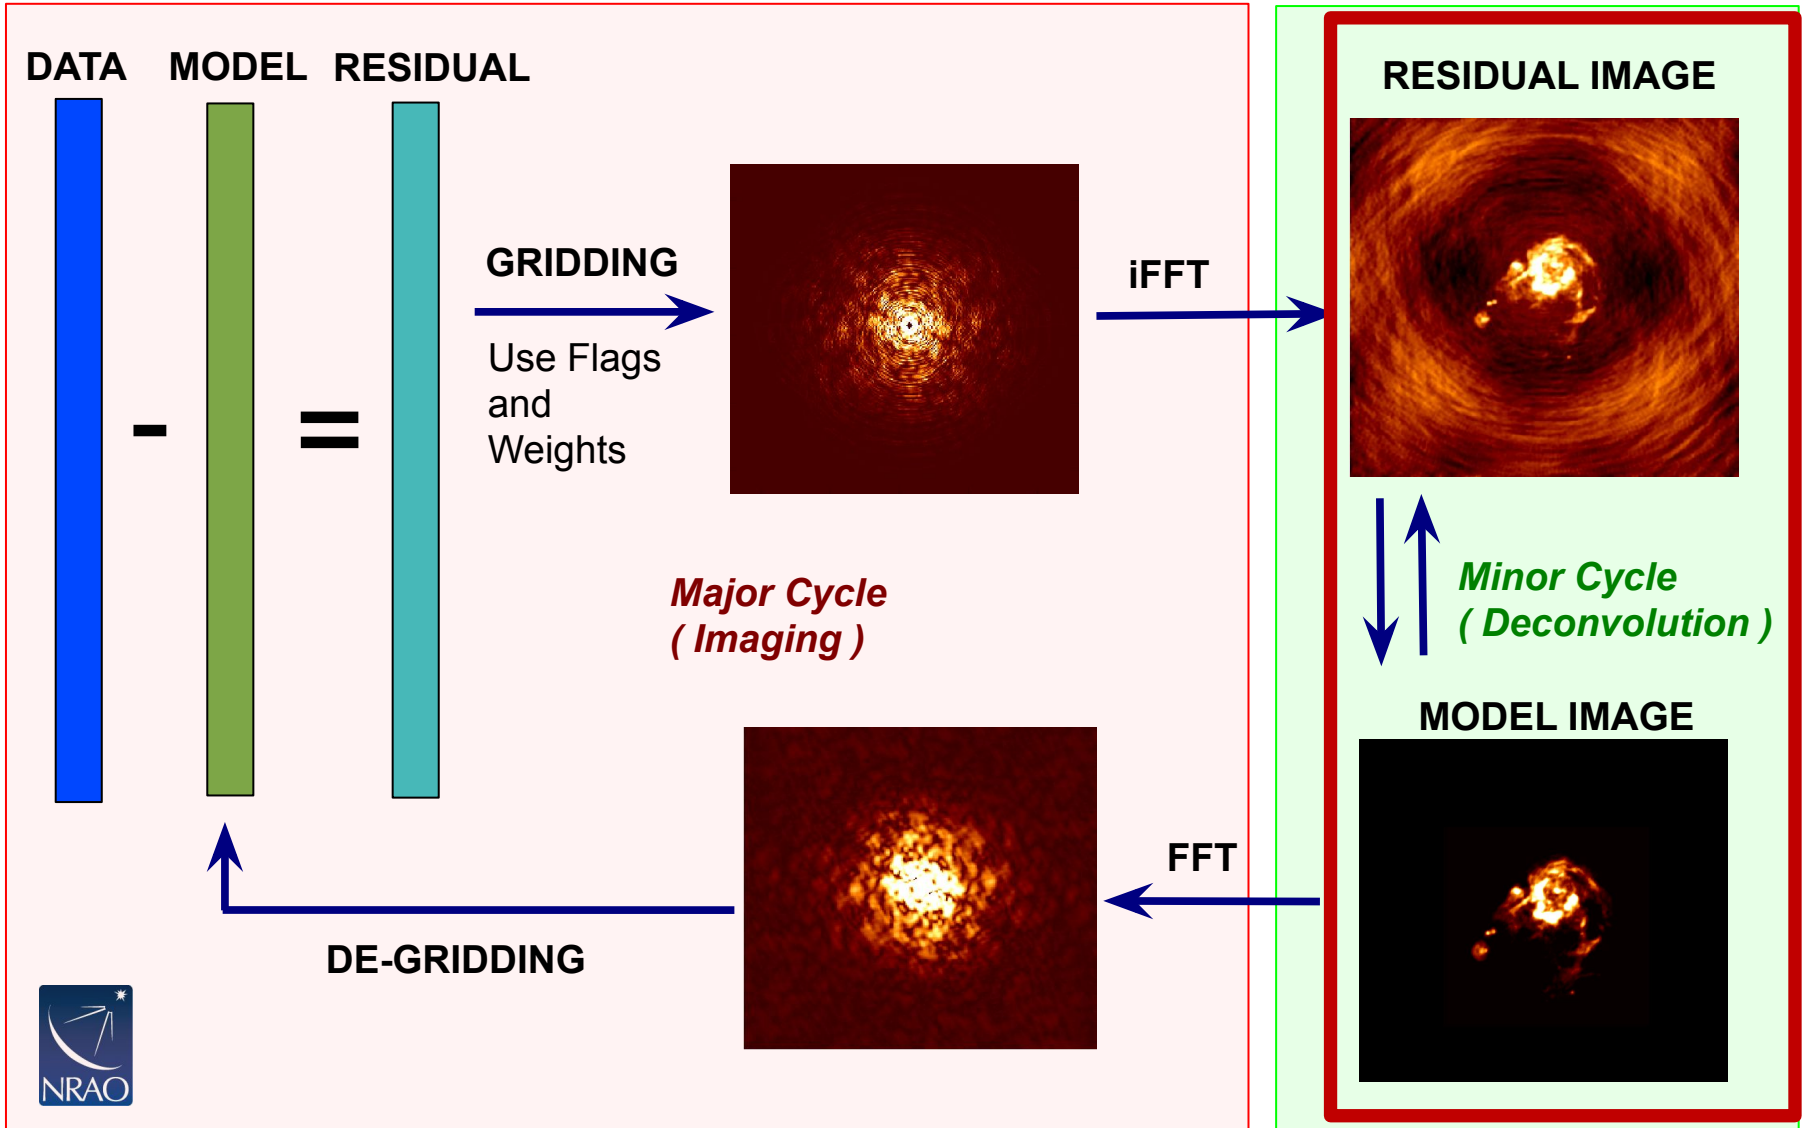 DATA MODEL RESIDUAL
- =
GRIDDING
Use Flags
and
Weights
iFFT
RESIDUAL IMAGE
Major Cycle
( Imaging )
Minor Cycle
( Deconvolution )
MODEL IMAGE
FFT
DE-GRIDDING
NRAO